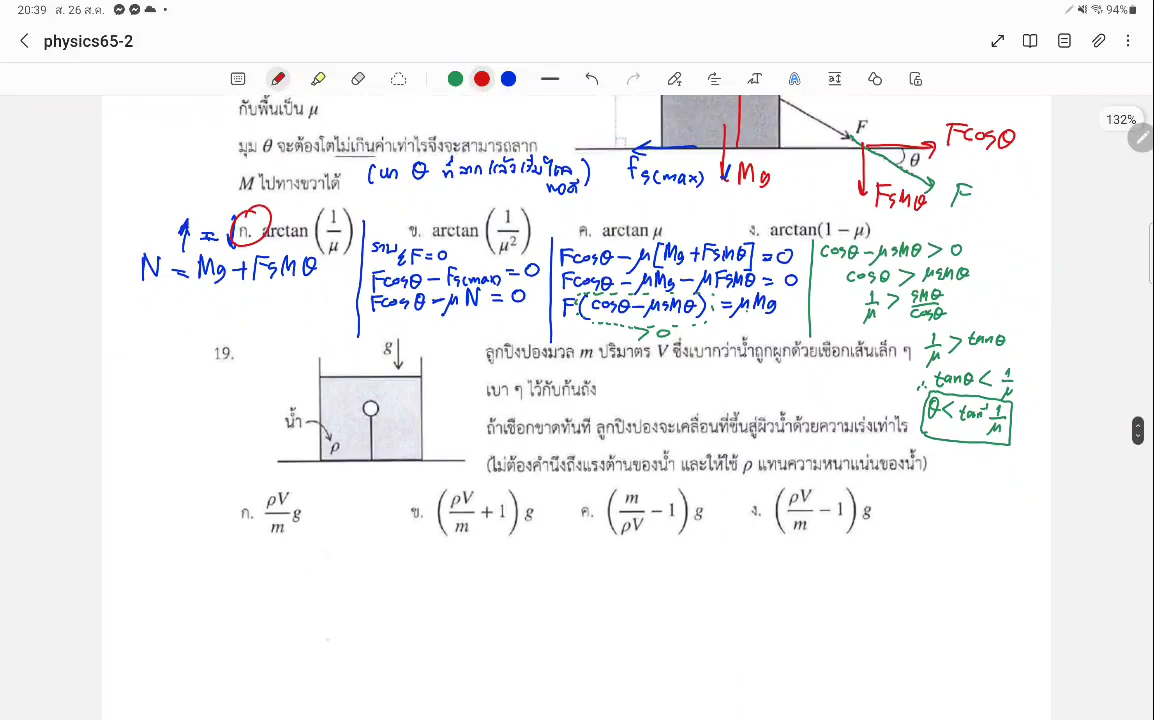 20:39 ส. 26 ส.ค.
94%
physics65-2
132%
กับพื้นเป็น μ
มุม θ จะต้องโตไม่เกินค่าเท่าไรจึงจะสามารถลาก
M ไปทางขวาได้
(หา θ ที่ลากแล้วเริ่มไถลพอดี)
fs(max)
Mg
F
Fcosθ
θ
Fsinθ
F
ก. arctan (1/μ) ข. arctan (1/μ²) ค. arctan μ ง. arctan(1 − μ)
↑ = ↓
N = Mg + Fsinθ
ราบ ΣF = 0
Fcosθ − fs(max) = 0
Fcosθ − μN = 0
Fcosθ − μ[Mg + Fsinθ] = 0
Fcosθ − μMg − μFsinθ = 0
F(cosθ − μsinθ) = μMg
> 0
cosθ − μsinθ > 0
cosθ > μsinθ
1/μ > sinθ/cosθ
1/μ > tanθ
∴ tanθ < 1/μ
θ < tan⁻¹ 1/μ
19.
g
น้ำ
ρ
ลูกปิงปองมวล m ปริมาตร V ซึ่งเบากว่าน้ำถูกผูกด้วยเชือกเส้นเล็ก ๆ
เบา ๆ ไว้กับก้นถัง
ถ้าเชือกขาดทันที ลูกปิงปองจะเคลื่อนที่ขึ้นสู่ผิวน้ำด้วยความเร่งเท่าไร
(ไม่ต้องคำนึงถึงแรงต้านของน้ำ และให้ใช้ ρ แทนความหนาแน่นของน้ำ)
ก. ρV/m g ข. (ρV/m + 1) g ค. (m/ρV − 1) g ง. (ρV/m − 1) g